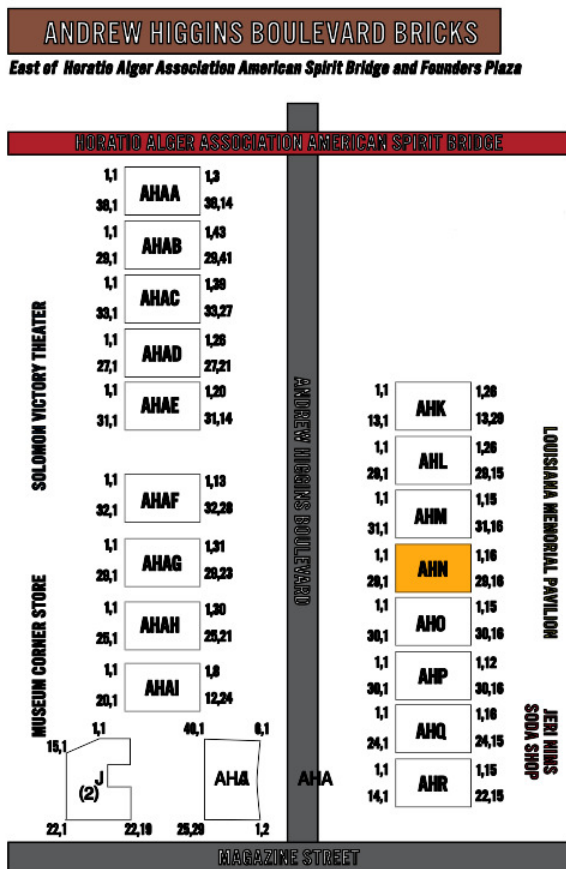 ANDREW HIGGINS BOULEVARD BRICKS
East of Horatio Alger Association American Spirit Bridge and Founders Plaza
HORATIO ALGER ASSOCIATION AMERICAN SPIRIT BRIDGE
1,1 AHAA 1,3
38,1 38,14
1,1 AHAB 1,43
29,1 29,41
1,1 AHAC 1,39
33,1 33,27
1,1 AHAD 1,26
27,1 27,21
1,1 AHAE 1,20
31,1 31,14
SOLOMON VICTORY THEATER
1,1 AHAF 1,13
32,1 32,28
1,1 AHAG 1,31
29,1 29,23
1,1 AHAH 1,30
25,1 25,21
1,1 AHAI 1,8
20,1 12,24
MUSEUM CORNER STORE
1,1
15,1
J
(2)
22,1 22,19
40,1 6,1
25,29 1,2
ANDREW HIGGINS BOULEVARD
AHA
1,1 AHK 1,26
13,1 13,29
1,1 AHL 1,26
29,1 29,15
1,1 AHM 1,15
31,1 31,16
1,1 AHN 1,16
29,1 29,16
1,1 AHO 1,15
30,1 30,16
1,1 AHP 1,12
30,1 30,16
1,1 AHQ 1,16
24,1 24,15
1,1 AHR 1,15
14,1 22,15
LOUISIANA MEMORIAL PAVILION
JERI NIMS
SODA SHOP
MAGAZINE STREET